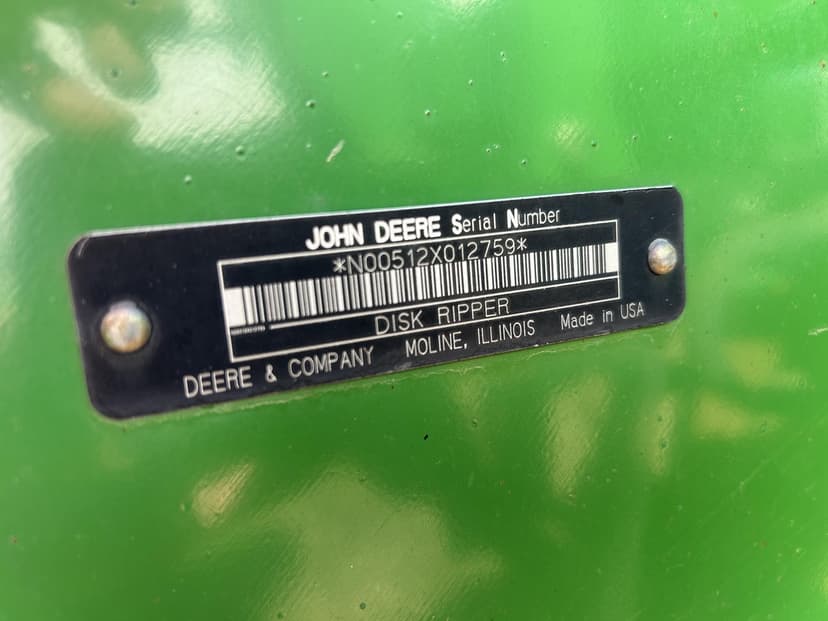 JOHN DEERE Serial Number
*N00512X012759*
DISK RIPPER
DEERE & COMPANY MOLINE, ILLINOIS Made in USA